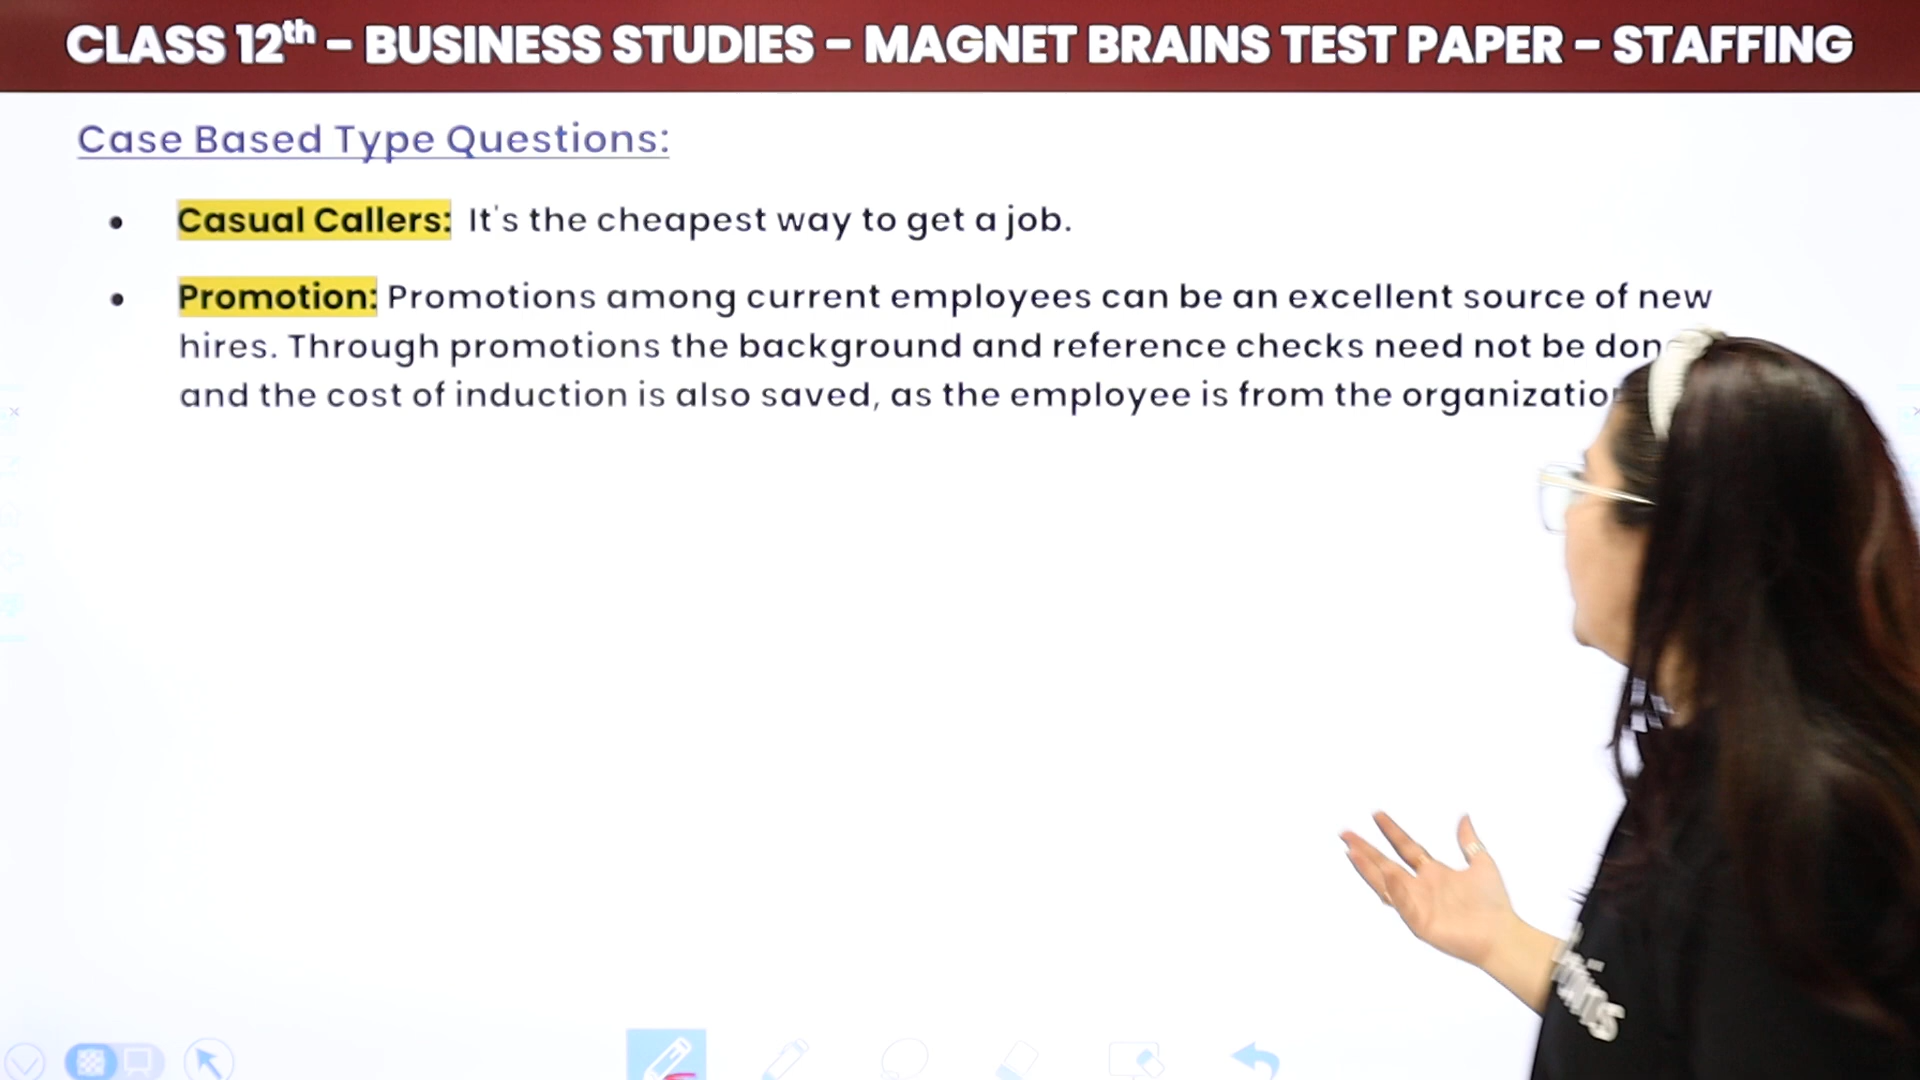 CLASS 12th – BUSINESS STUDIES – MAGNET BRAINS TEST PAPER – STAFFING
Case Based Type Questions:
• Casual Callers: It's the cheapest way to get a job.
• Promotion: Promotions among current employees can be an excellent source of new
hires. Through promotions the background and reference checks need not be
and the cost of induction is also saved, as the employee is from the